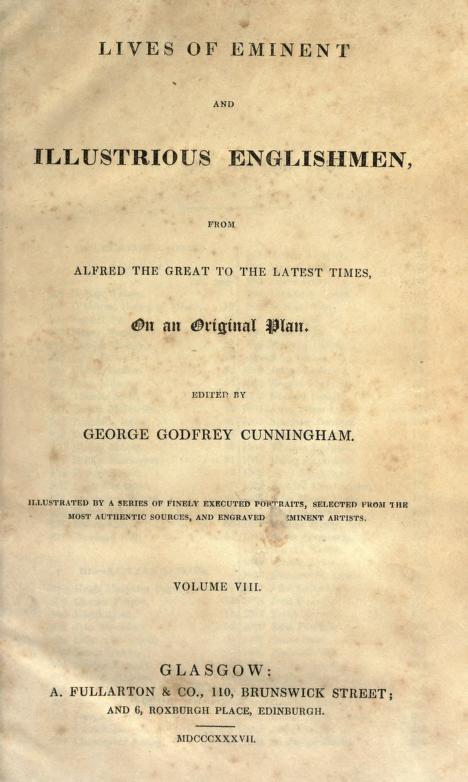 LIVES OF EMINENT
AND
ILLUSTRIOUS ENGLISHMEN,
FROM
ALFRED THE GREAT TO THE LATEST TIMES,
On an Original Plan.
EDITED BY
GEORGE GODFREY CUNNINGHAM.
ILLUSTRATED BY A SERIES OF FINELY EXECUTED PORTRAITS, SELECTED FROM THE
MOST AUTHENTIC SOURCES, AND ENGRAVED EMINENT ARTISTS.
VOLUME VIII.
GLASGOW:
A. FULLARTON & CO., 110, BRUNSWICK STREET;
AND 6, ROXBURGH PLACE, EDINBURGH.
MDCCCXXXVII.